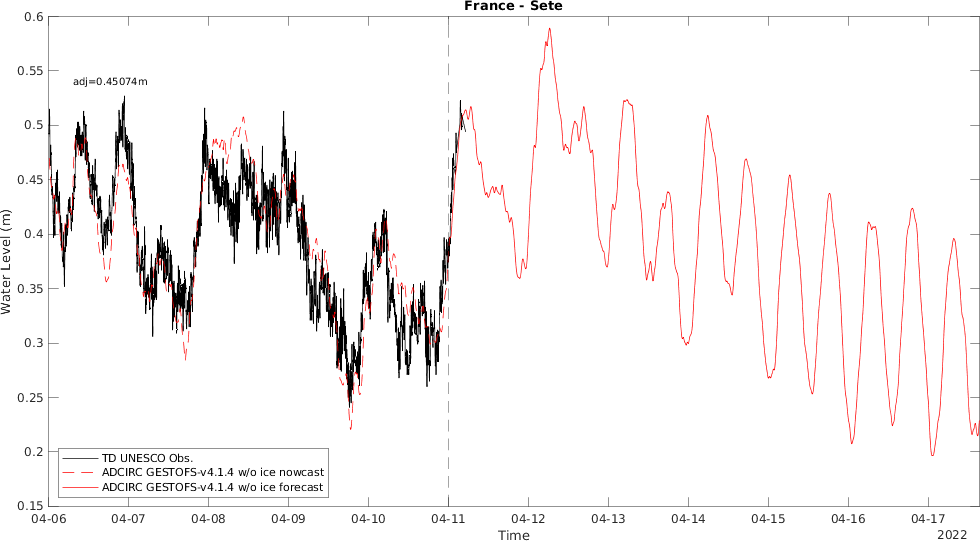 France - Sete
0.6
0.55
0.5
0.45
0.4
0.35
0.3
0.25
0.2
0.15
Water Level (m)
adj=0.45074m
TD UNESCO Obs.
ADCIRC GESTOFS-v4.1.4 w/o ice nowcast
ADCIRC GESTOFS-v4.1.4 w/o ice forecast
04-06 04-07 04-08 04-09 04-10 04-11 04-12 04-13 04-14 04-15 04-16 04-17
Time
2022